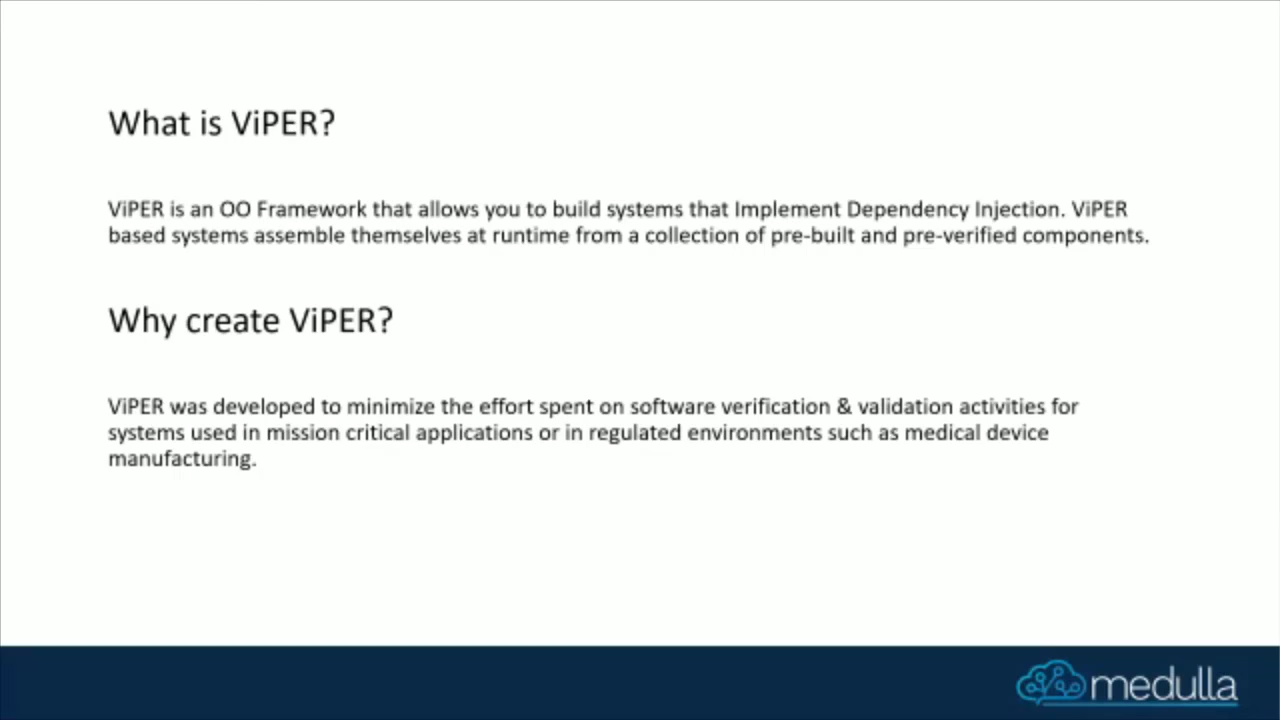 What is ViPER?
ViPER is an OO Framework that allows you to build systems that Implement Dependency Injection. ViPER
based systems assemble themselves at runtime from a collection of pre-built and pre-verified components.
Why create ViPER?
ViPER was developed to minimize the effort spent on software verification & validation activities for
systems used in mission critical applications or in regulated environments such as medical device
manufacturing.
medulla